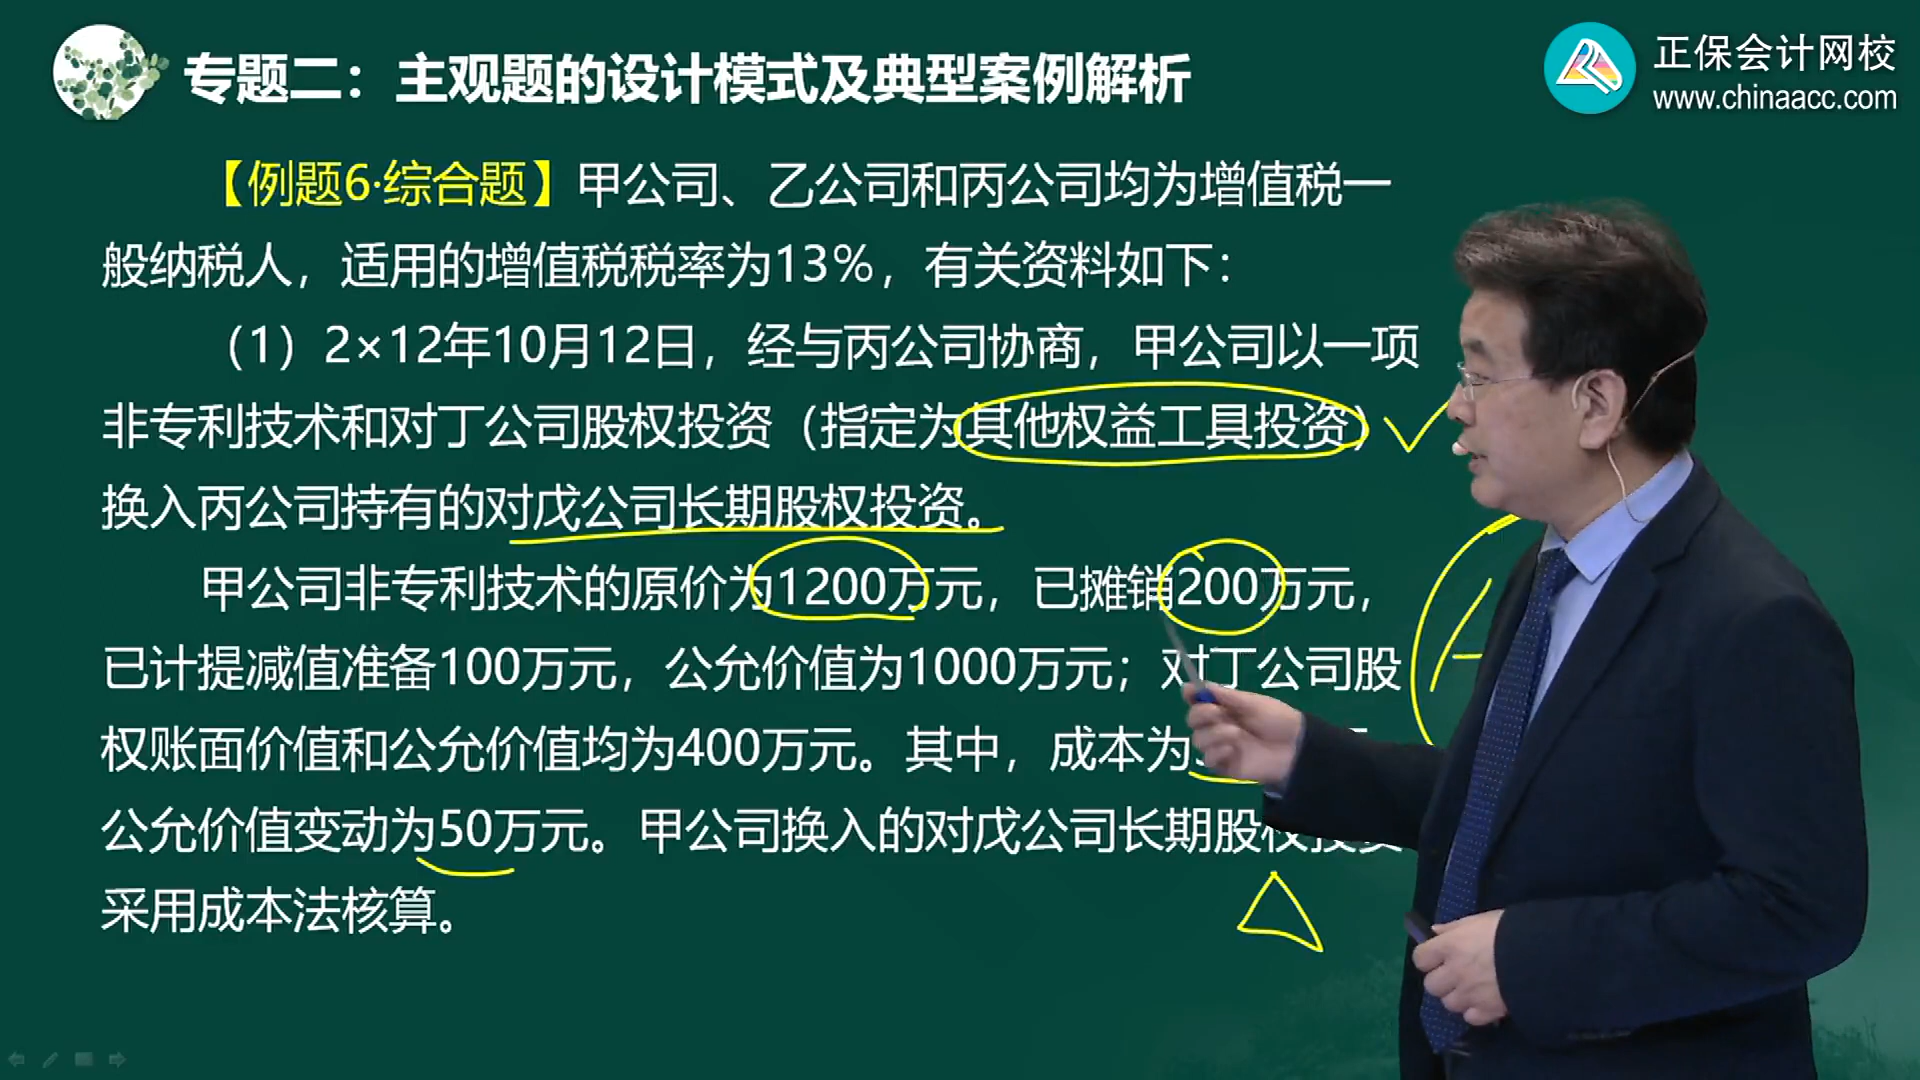 专题二：主观题的设计模式及典型案例解析
正保会计网校
www.chinaacc.com
【例题6·综合题】甲公司、乙公司和丙公司均为增值税一
般纳税人，适用的增值税税率为13%，有关资料如下：
（1）2×12年10月12日，经与丙公司协商，甲公司以一项
非专利技术和对丁公司股权投资（指定为其他权益工具投资）
换入丙公司持有的对戊公司长期股权投资。
甲公司非专利技术的原价为1200万元，已摊销200万元，
已计提减值准备100万元，公允价值为1000万元；对丁公司股
权账面价值和公允价值均为400万元。其中，成本为
公允价值变动为50万元。甲公司换入的对戊公司长期股权投资
采用成本法核算。